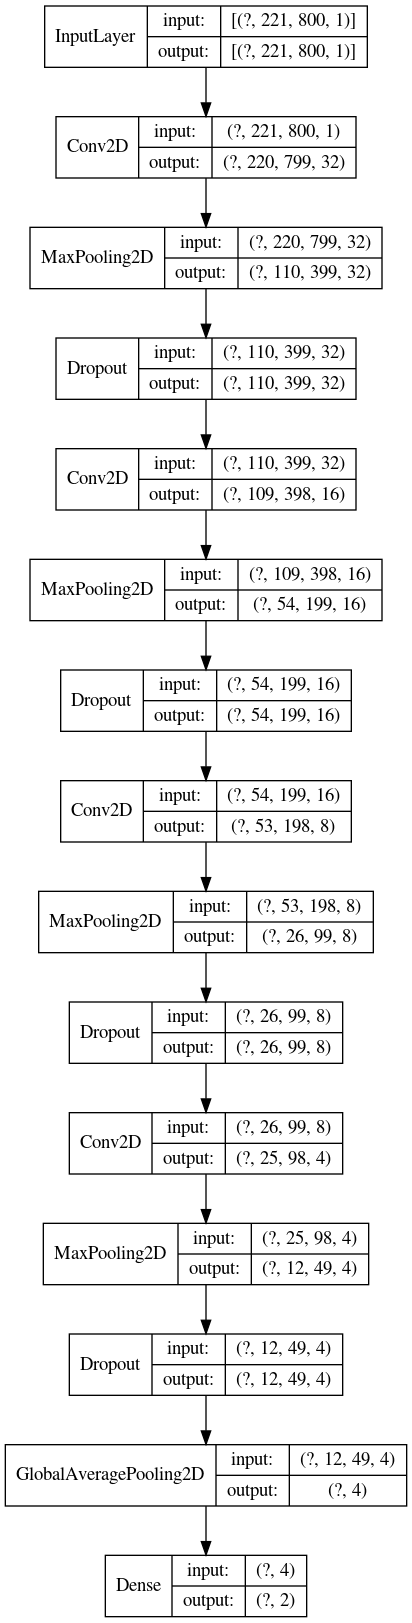 InputLayer
input: [(?, 221, 800, 1)]
output: [(?, 221, 800, 1)]
Conv2D
input: (?, 221, 800, 1)
output: (?, 220, 799, 32)
MaxPooling2D
input: (?, 220, 799, 32)
output: (?, 110, 399, 32)
Dropout
input: (?, 110, 399, 32)
output: (?, 110, 399, 32)
Conv2D
input: (?, 110, 399, 32)
output: (?, 109, 398, 16)
MaxPooling2D
input: (?, 109, 398, 16)
output: (?, 54, 199, 16)
Dropout
input: (?, 54, 199, 16)
output: (?, 54, 199, 16)
Conv2D
input: (?, 54, 199, 16)
output: (?, 53, 198, 8)
MaxPooling2D
input: (?, 53, 198, 8)
output: (?, 26, 99, 8)
Dropout
input: (?, 26, 99, 8)
output: (?, 26, 99, 8)
Conv2D
input: (?, 26, 99, 8)
output: (?, 25, 98, 4)
MaxPooling2D
input: (?, 25, 98, 4)
output: (?, 12, 49, 4)
Dropout
input: (?, 12, 49, 4)
output: (?, 12, 49, 4)
GlobalAveragePooling2D
input: (?, 12, 49, 4)
output: (?, 4)
Dense
input: (?, 4)
output: (?, 2)